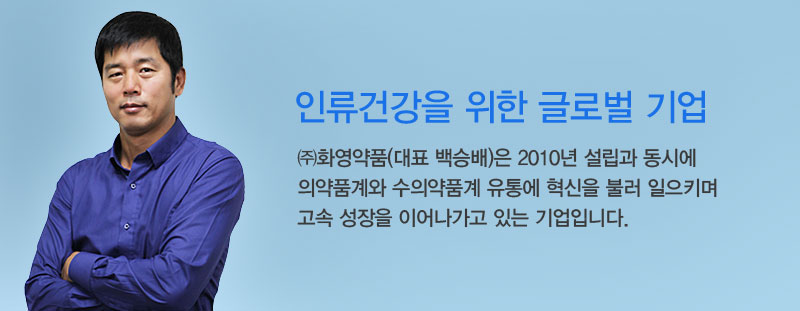 인류건강을 위한 글로벌 기업
㈜화영약품(대표 백승배)은 2010년 설립과 동시에
의약품계와 수의약품계 유통에 혁신을 불러 일으키며
고속 성장을 이어나가고 있는 기업입니다.